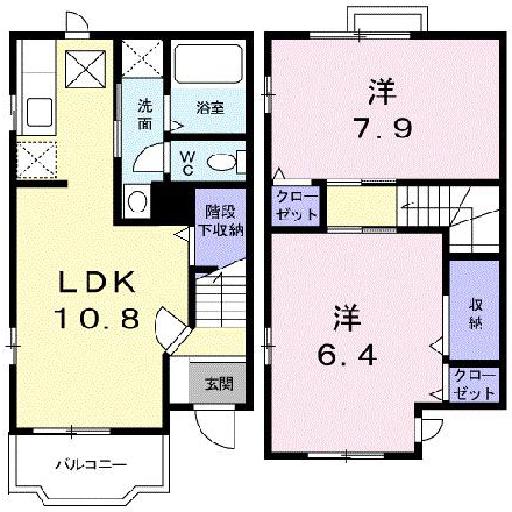 洗面
浴室
WC
階段
下収納
LDK
10.8
玄関
バルコニー
洋
7.9
クローゼット
洋
6.4
収納
クローゼット